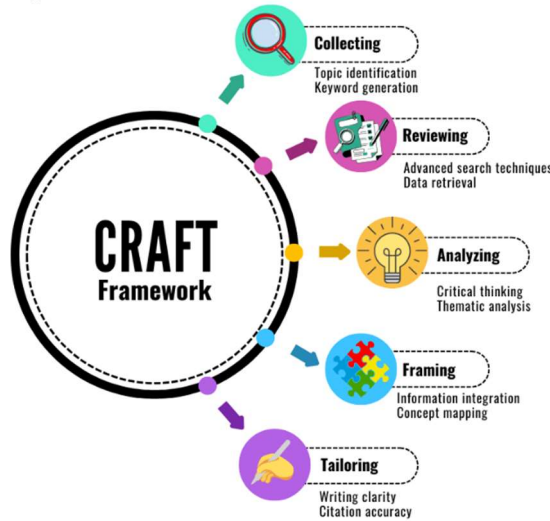 CRAFT
Framework
Collecting
Topic identification
Keyword generation
Reviewing
Advanced search techniques
Data retrieval
Analyzing
Critical thinking
Thematic analysis
Framing
Information integration
Concept mapping
Tailoring
Writing clarity
Citation accuracy